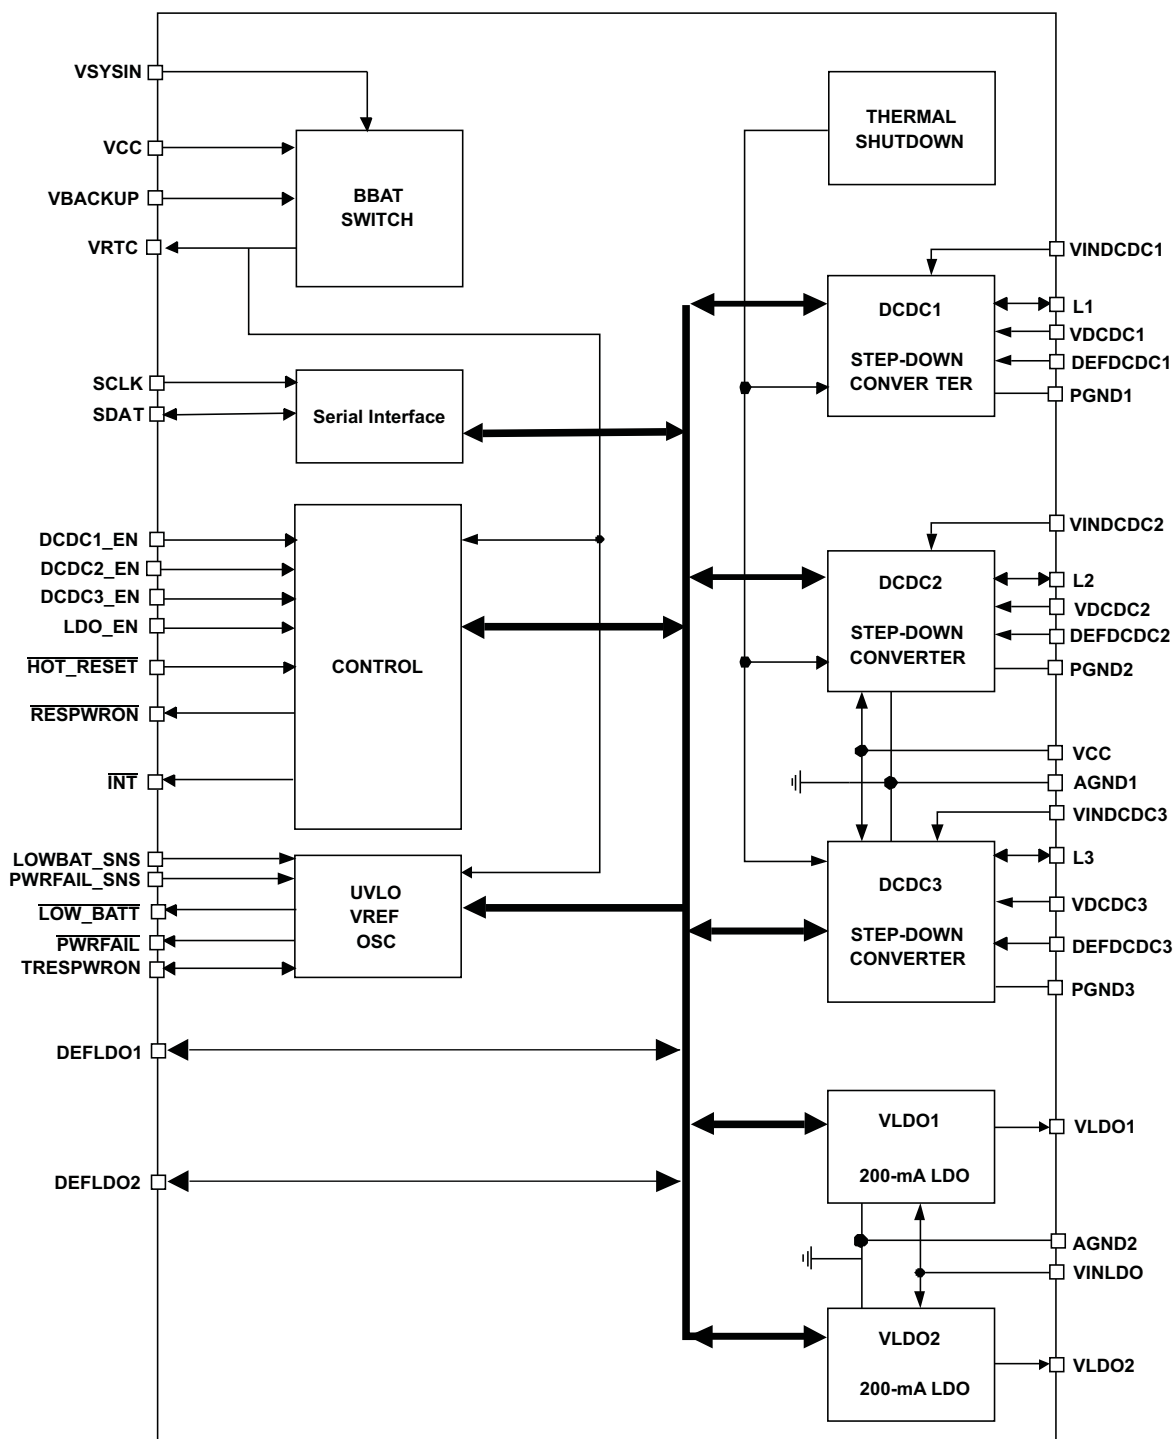 VSYSIN
VCC
VBACKUP
VRTC
BBAT
SWITCH
THERMAL
SHUTDOWN
SCLK
SDAT
Serial Interface
DCDC1_EN
DCDC2_EN
DCDC3_EN
LDO_EN
HOT_RESET
RESPWRON
INT
CONTROL
LOWBAT_SNS
PWRFAIL_SNS
LOW_BATT
PWRFAIL
TRESPWRON
UVLO
VREF
OSC
DEFLDO1
DEFLDO2
DCDC1
STEP-DOWN
CONVER TER
VINDCDC1
L1
VDCDC1
DEFDCDC1
PGND1
DCDC2
STEP-DOWN
CONVERTER
VINDCDC2
L2
VDCDC2
DEFDCDC2
PGND2
VCC
AGND1
VINDCDC3
L3
VDCDC3
DEFDCDC3
PGND3
DCDC3
STEP-DOWN
CONVERTER
VLDO1
200-mA LDO
VLDO1
AGND2
VINLDO
VLDO2
200-mA LDO
VLDO2